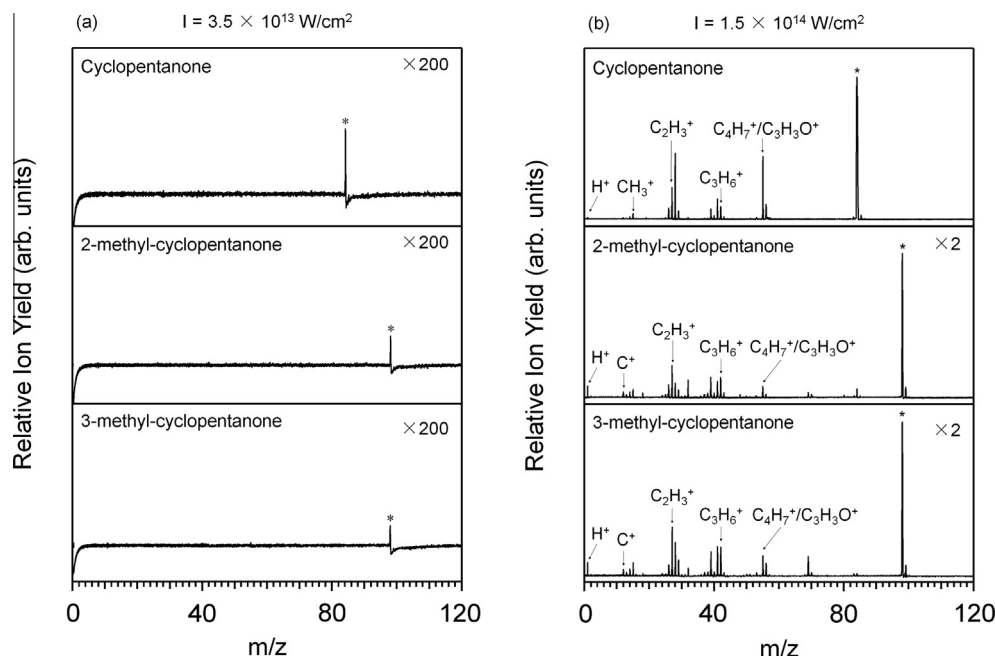 (a) I = 3.5 × 10¹³ W/cm²
Relative Ion Yield (arb. units)
Cyclopentanone ×200
*
2-methyl-cyclopentanone ×200
*
3-methyl-cyclopentanone ×200
*
0 40 80 120
m/z
(b) I = 1.5 × 10¹⁴ W/cm²
Relative Ion Yield (arb. units)
Cyclopentanone *
C₂H₃⁺ C₄H₇⁺/C₃H₃O⁺
H⁺ CH₃⁺ C₃H₆⁺
2-methyl-cyclopentanone * ×2
C₂H₃⁺ C₃H₆⁺ C₄H₇⁺/C₃H₃O⁺
H⁺ C⁺
3-methyl-cyclopentanone * ×2
C₂H₃⁺ C₃H₆⁺ C₄H₇⁺/C₃H₃O⁺
H⁺ C⁺
0 40 80 120
m/z